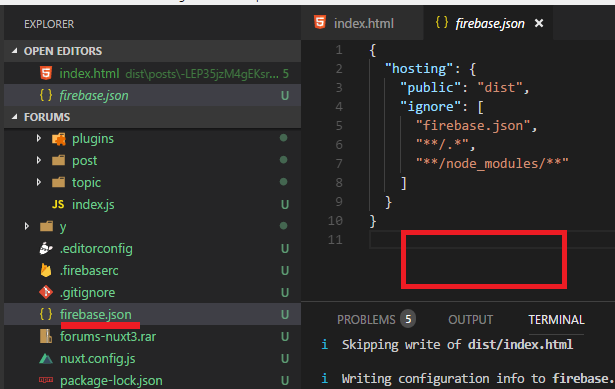 EXPLORER
OPEN EDITORS
index.html dist\posts\-LEP35jzM4gEKsr... 5
{ } firebase.json U
FORUMS
plugins
post
topic
JS index.js U
y
.editorconfig U
.firebaserc U
.gitignore U
{ } firebase.json U
forums-nuxt3.rar U
nuxt.config.js U
package-lock.json U
index.html
{ } firebase.json ×
1 {
2 "hosting": {
3 "public": "dist",
4 "ignore": [
5 "firebase.json",
6 "**/.*",
7 "**/node_modules/**"
8 ]
9 }
10 }
11
PROBLEMS 5 OUTPUT TERMINAL
i Skipping write of dist/index.html
i Writing configuration info to firebase.